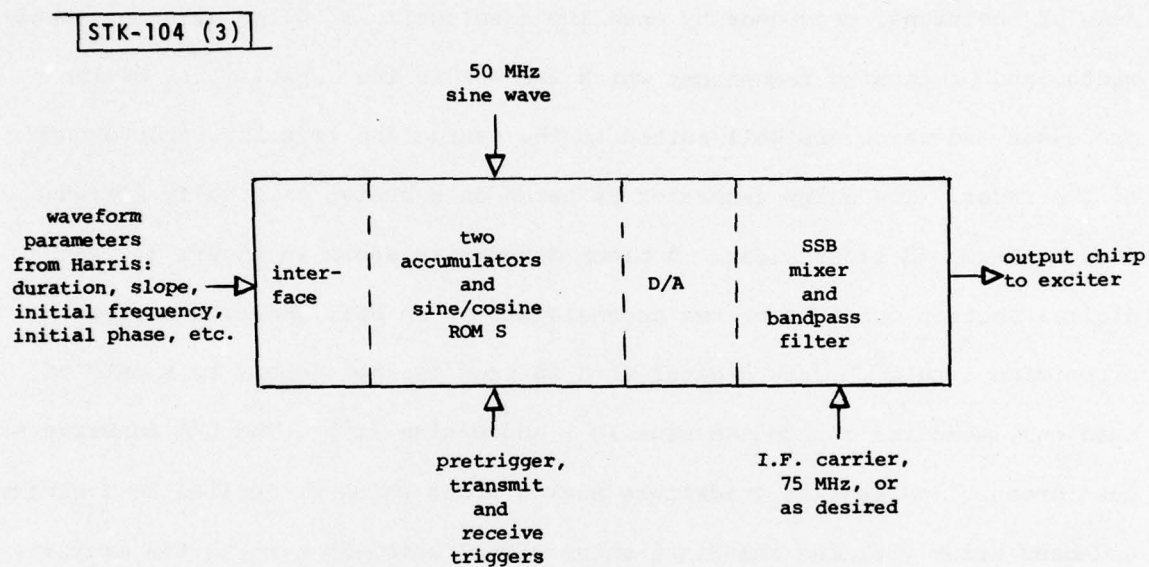 STK-104 (3)
50 MHz
sine wave
waveform
parameters
from Harris:
duration, slope,
initial frequency,
initial phase, etc.
inter-
face
two
accumulators
and
sine/cosine
ROM S
D/A
SSB
mixer
and
bandpass
filter
output chirp
to exciter
pretrigger,
transmit
and
receive
triggers
I.F. carrier,
75 MHz, or
as desired